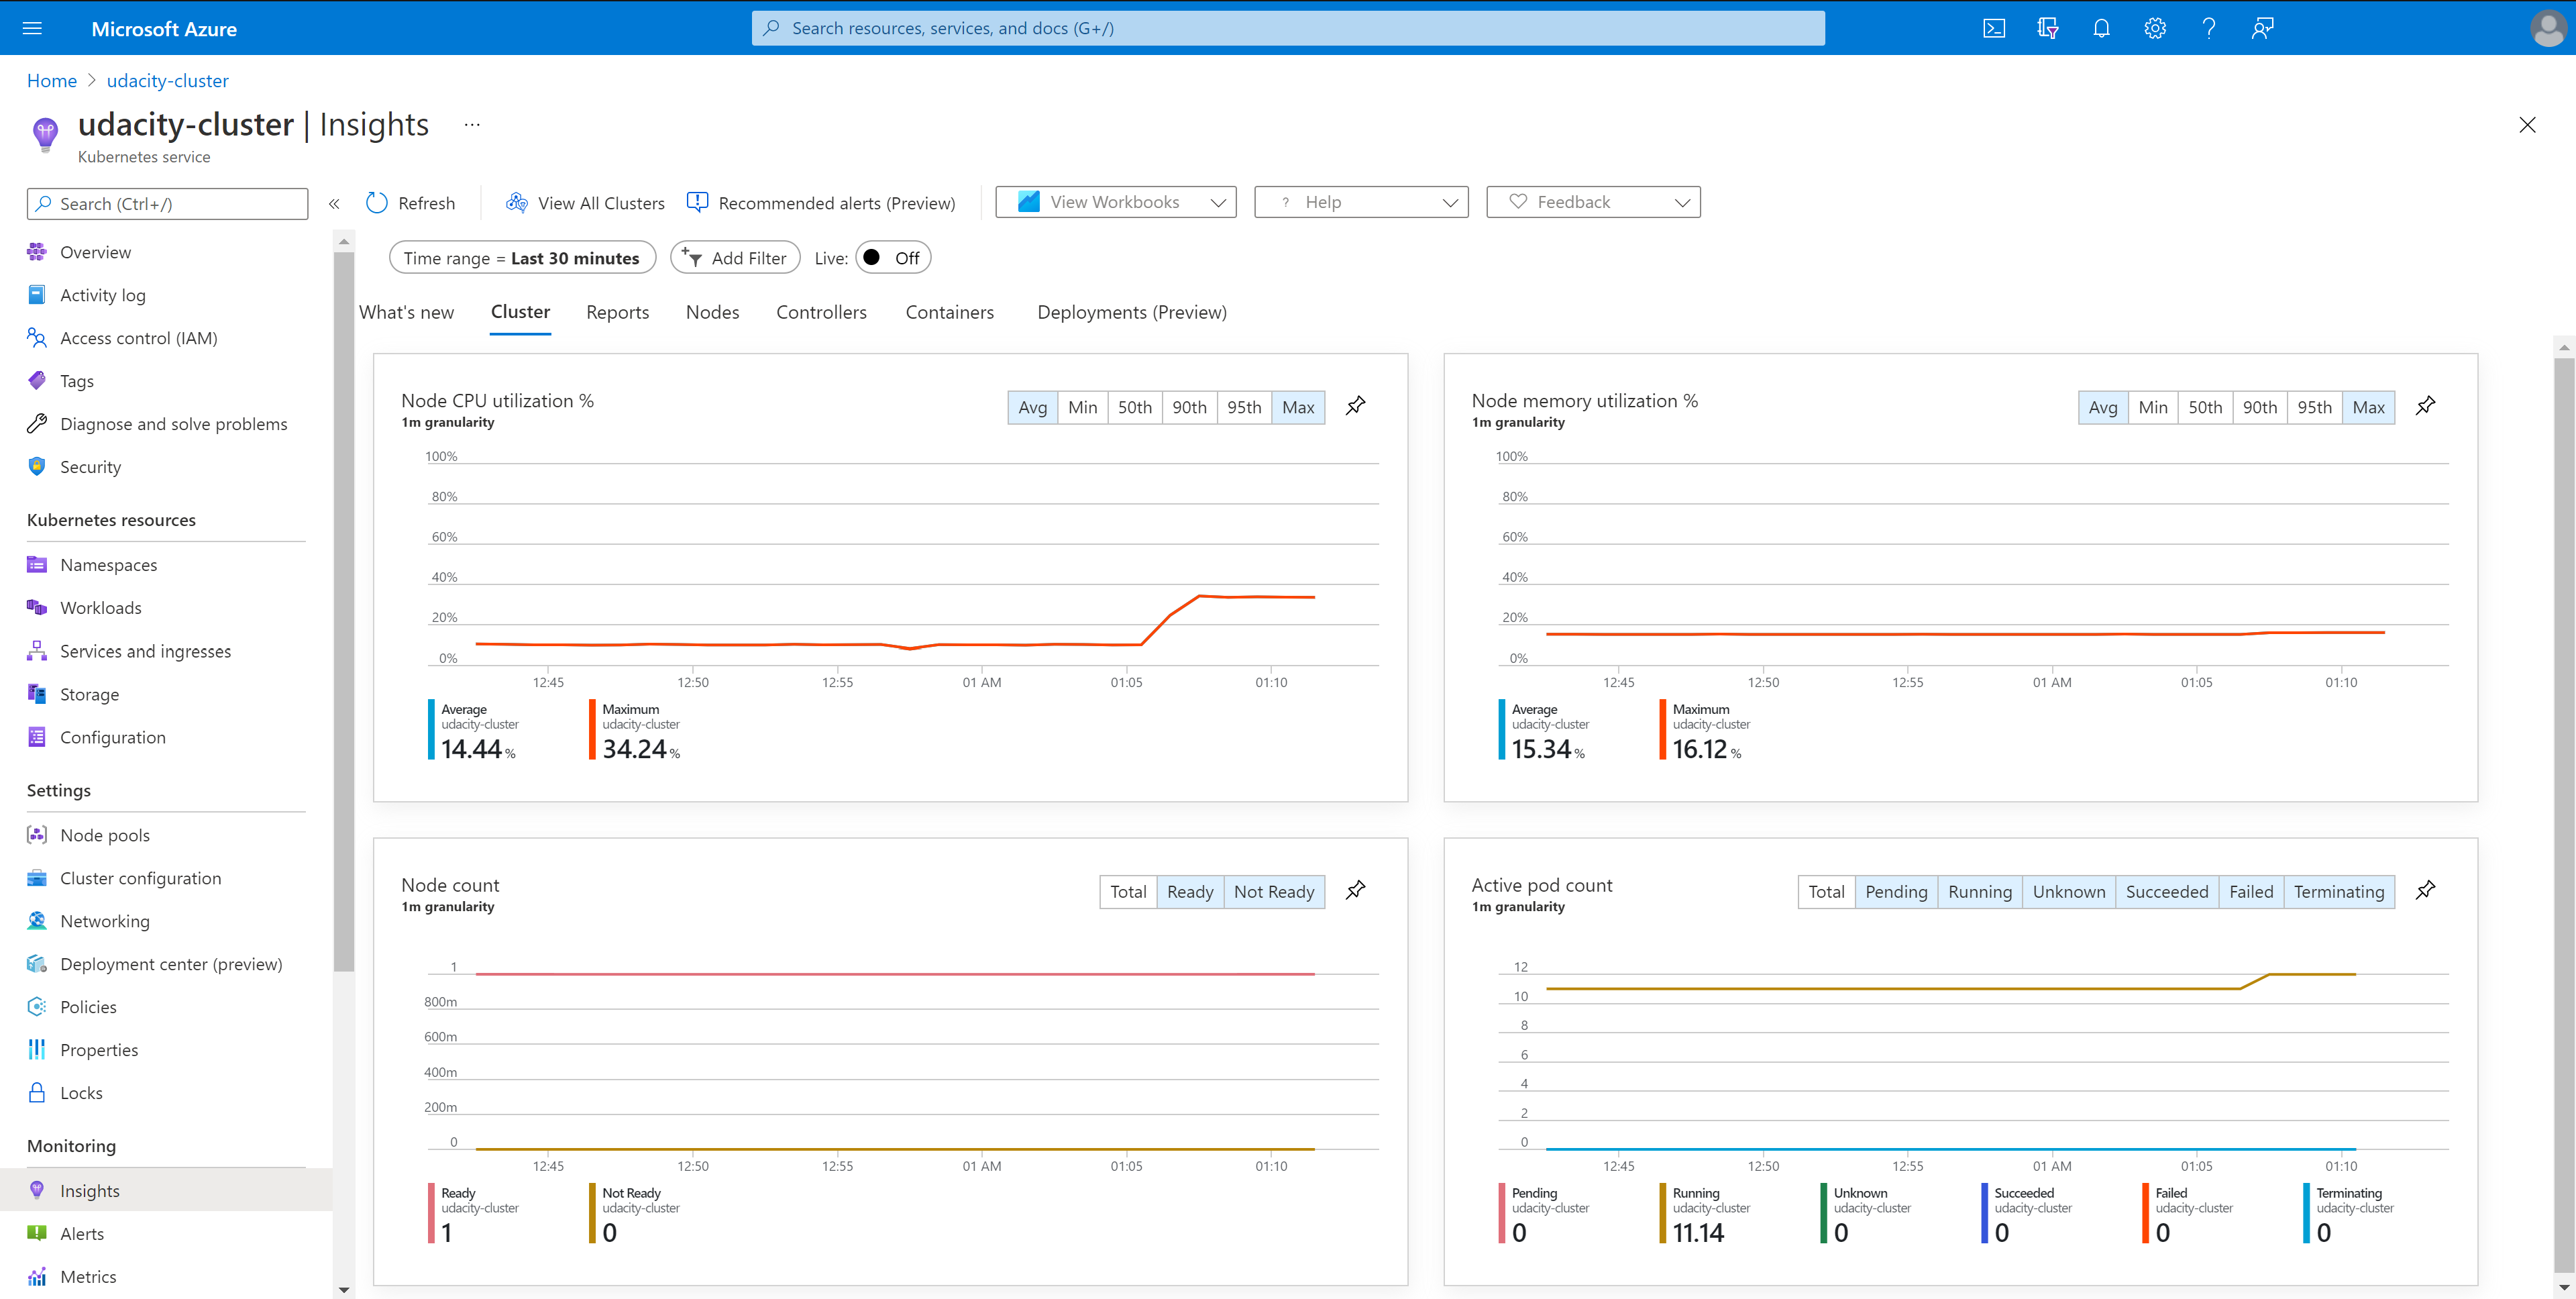 Microsoft Azure
Search resources, services, and docs (G+/)
Home > udacity-cluster
udacity-cluster | Insights ...
Kubernetes service
Search (Ctrl+/)
«
Refresh
View All Clusters
Recommended alerts (Preview)
View Workbooks
? Help
Feedback
Overview
Activity log
Access control (IAM)
Tags
Diagnose and solve problems
Security
Kubernetes resources
Namespaces
Workloads
Services and ingresses
Storage
Configuration
Settings
Node pools
Cluster configuration
Networking
Deployment center (preview)
Policies
Properties
Locks
Monitoring
Insights
Alerts
Metrics
Time range = Last 30 minutes
Add Filter
Live: Off
What's new Cluster Reports Nodes Controllers Containers Deployments (Preview)
Node CPU utilization %
1m granularity
Avg Min 50th 90th 95th Max
100%
80%
60%
40%
20%
0%
12:45 12:50 12:55 01 AM 01:05 01:10
Average
udacity-cluster
14.44 %
Maximum
udacity-cluster
34.24 %
Node memory utilization %
1m granularity
Avg Min 50th 90th 95th Max
100%
80%
60%
40%
20%
0%
12:45 12:50 12:55 01 AM 01:05 01:10
Average
udacity-cluster
15.34 %
Maximum
udacity-cluster
16.12 %
Node count
1m granularity
Total Ready Not Ready
1
800m
600m
400m
200m
0
12:45 12:50 12:55 01 AM 01:05 01:10
Ready
udacity-cluster
1
Not Ready
udacity-cluster
0
Active pod count
1m granularity
Total Pending Running Unknown Succeeded Failed Terminating
12
10
8
6
4
2
0
12:45 12:50 12:55 01 AM 01:05 01:10
Pending
udacity-cluster
0
Running
udacity-cluster
11.14
Unknown
udacity-cluster
0
Succeeded
udacity-cluster
0
Failed
udacity-cluster
0
Terminating
udacity-cluster
0